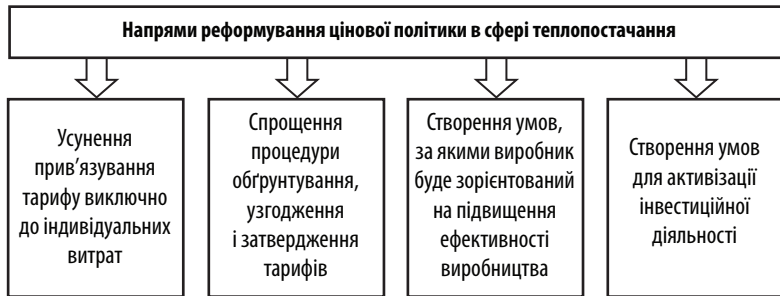 Напрями реформування цінової політики в сфері теплопостачання
Усунення
прив’язування
тарифу виключно
до індивідуальних
витрат
Спрощення
процедури
обґрунтування,
узгодження
і затвердження
тарифів
Створення умов,
за якими виробник
буде зорієнтований
на підвищення
ефективності
виробництва
Створення умов
для активізації
інвестиційної
діяльності